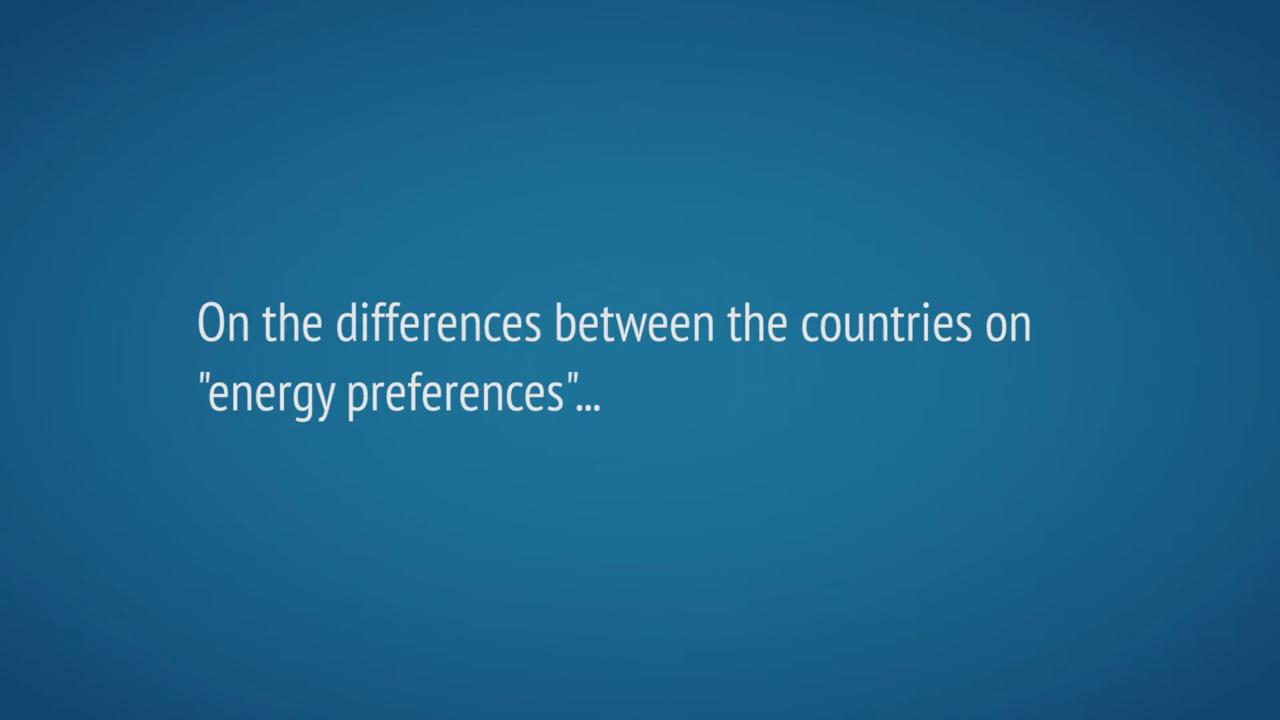 On the differences between the countries on
"energy preferences"...